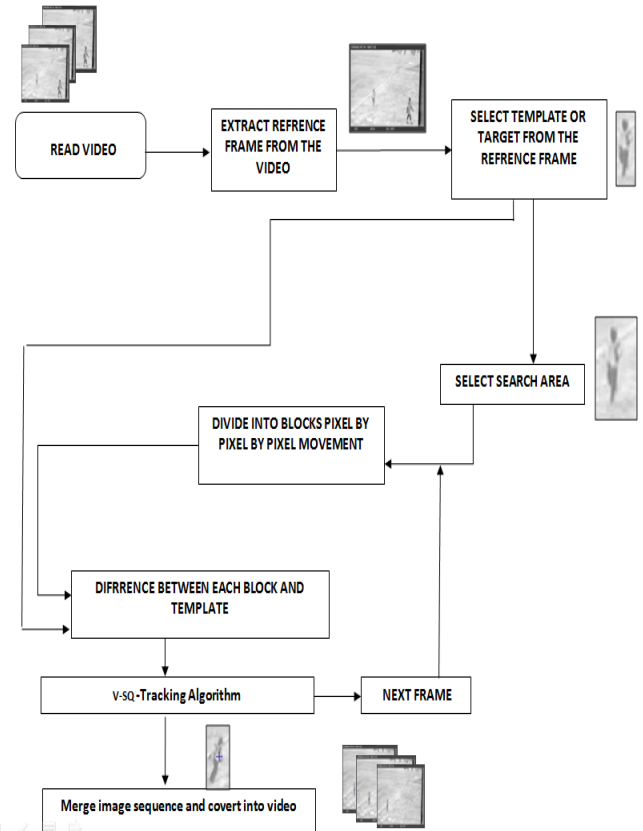 READ VIDEO
EXTRACT REFRENCE
FRAME FROM THE
VIDEO
SELECT TEMPLATE OR
TARGET FROM THE
REFRENCE FRAME
SELECT SEARCH AREA
DIVIDE INTO BLOCKS PIXEL BY
PIXEL BY PIXEL MOVEMENT
DIFRRENCE BETWEEN EACH BLOCK AND
TEMPLATE
V-SQ -Tracking Algorithm
NEXT FRAME
Merge image sequence and covert into video